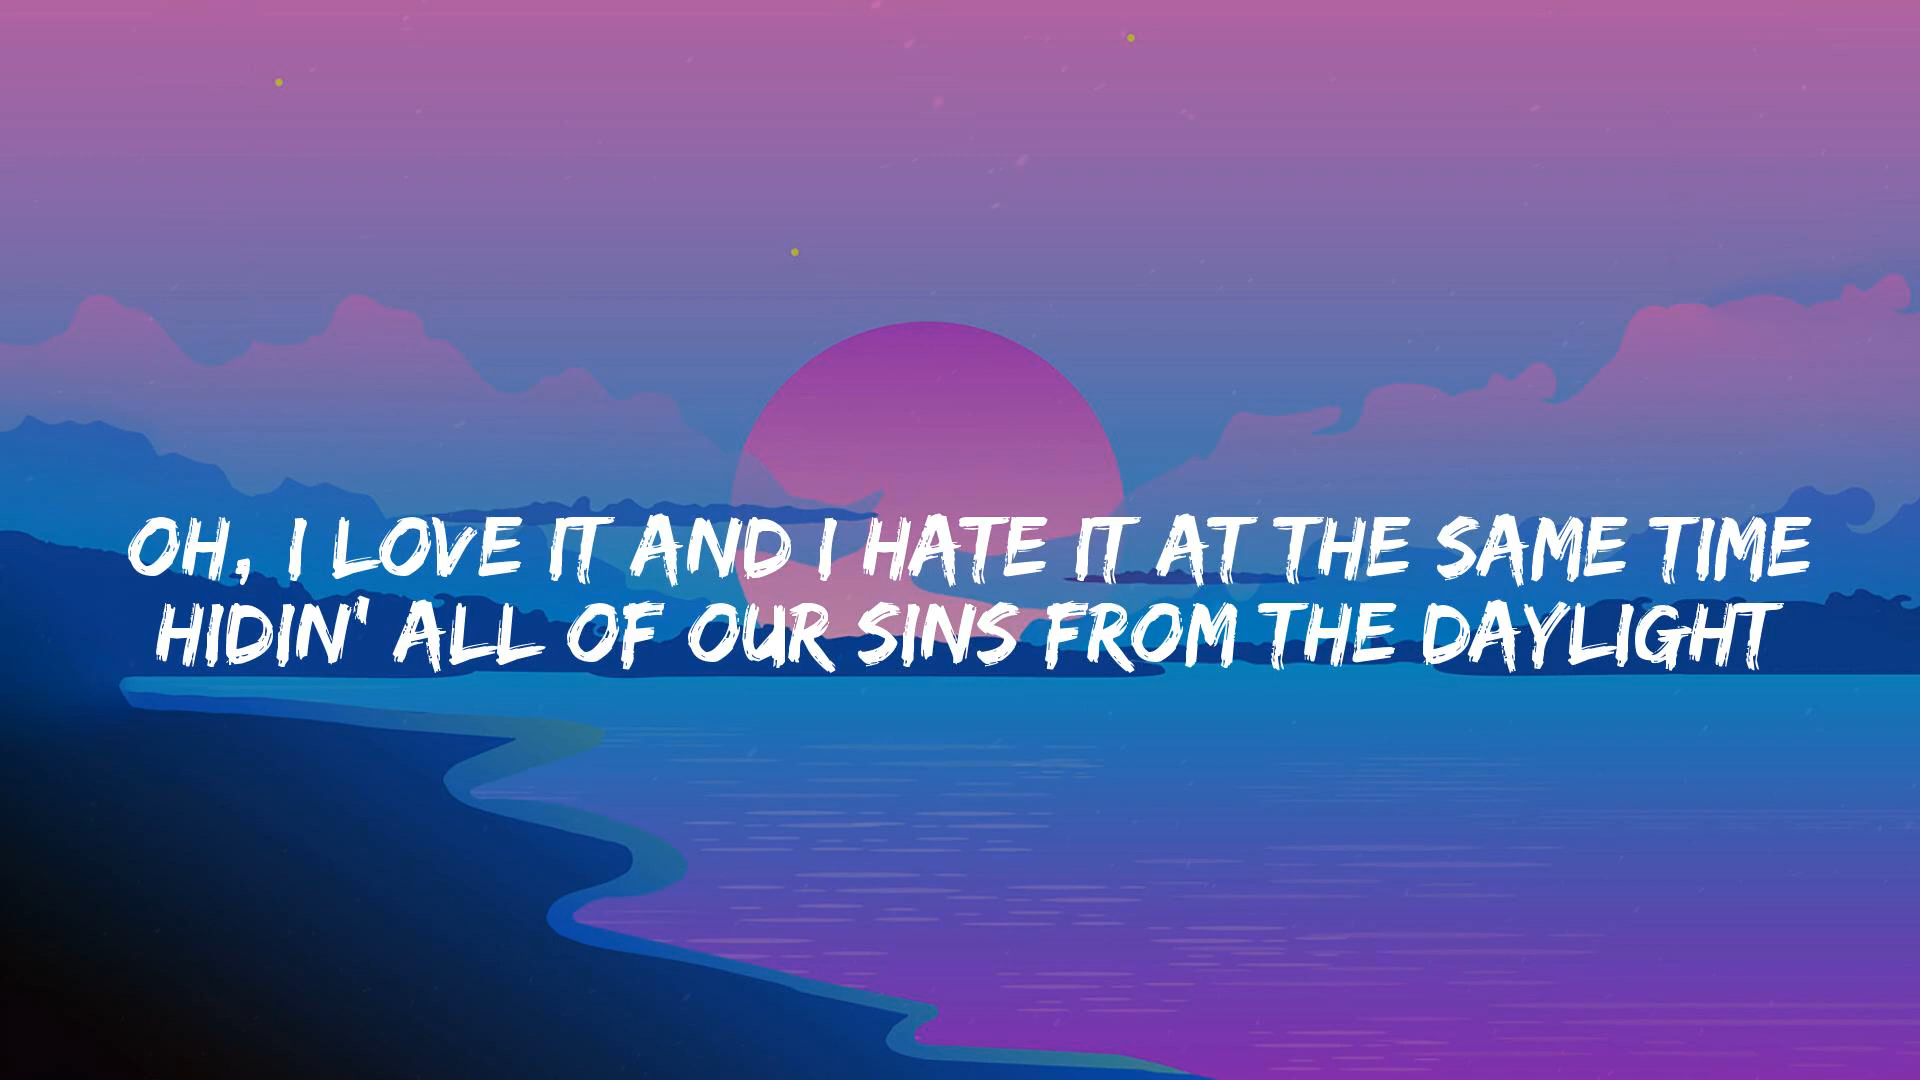 OH, I LOVE IT AND I HATE IT AT THE SAME TIME
HIDIN' ALL OF OUR SINS FROM THE DAYLIGHT